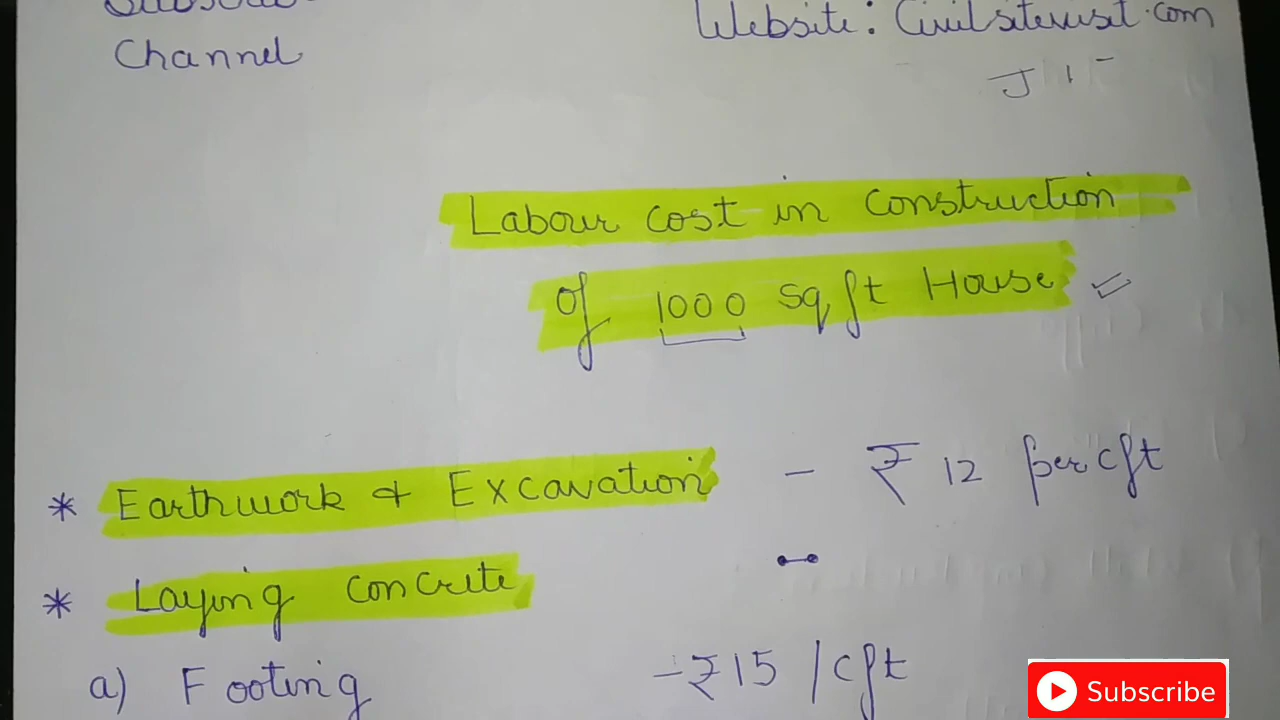 Channel
Website: Civilsitevisit.com
Labour cost in construction
of 1000 sqft House
* Earthwork & Excavation - ₹ 12 per cft
* Laying concrete
a) Footing - ₹15 /cft
Subscribe